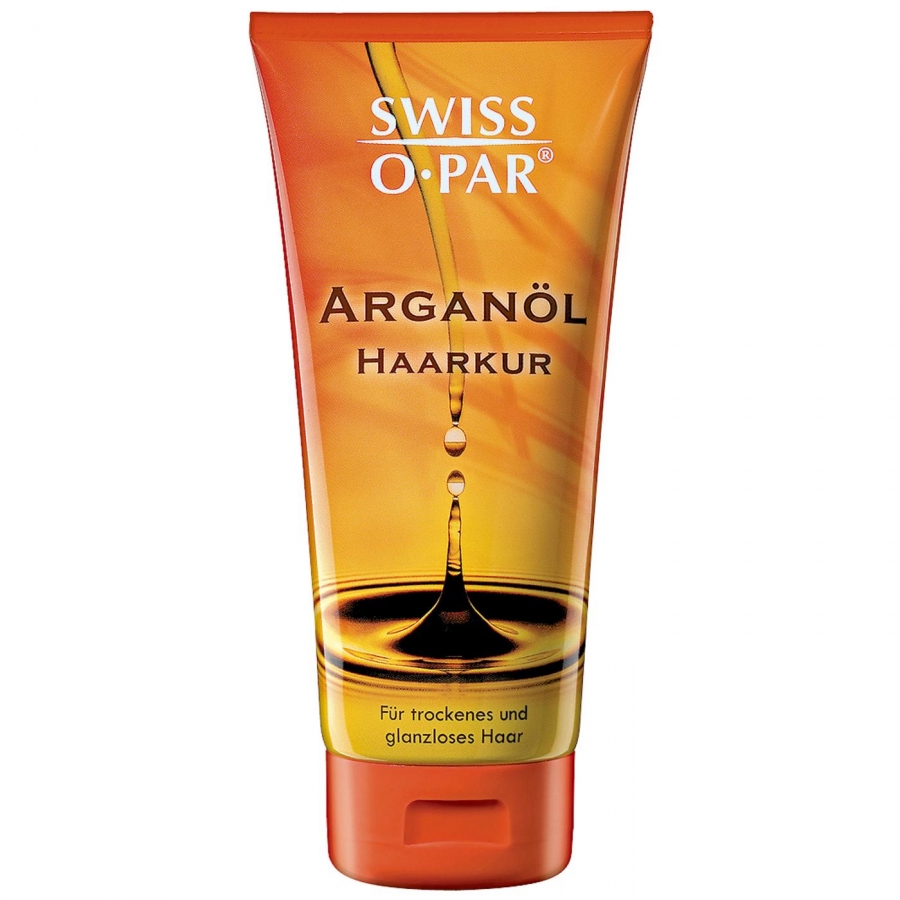 SWISS
O·PAR®
ARGANÖL
HAARKUR
Für trockenes und
glanzloses Haar